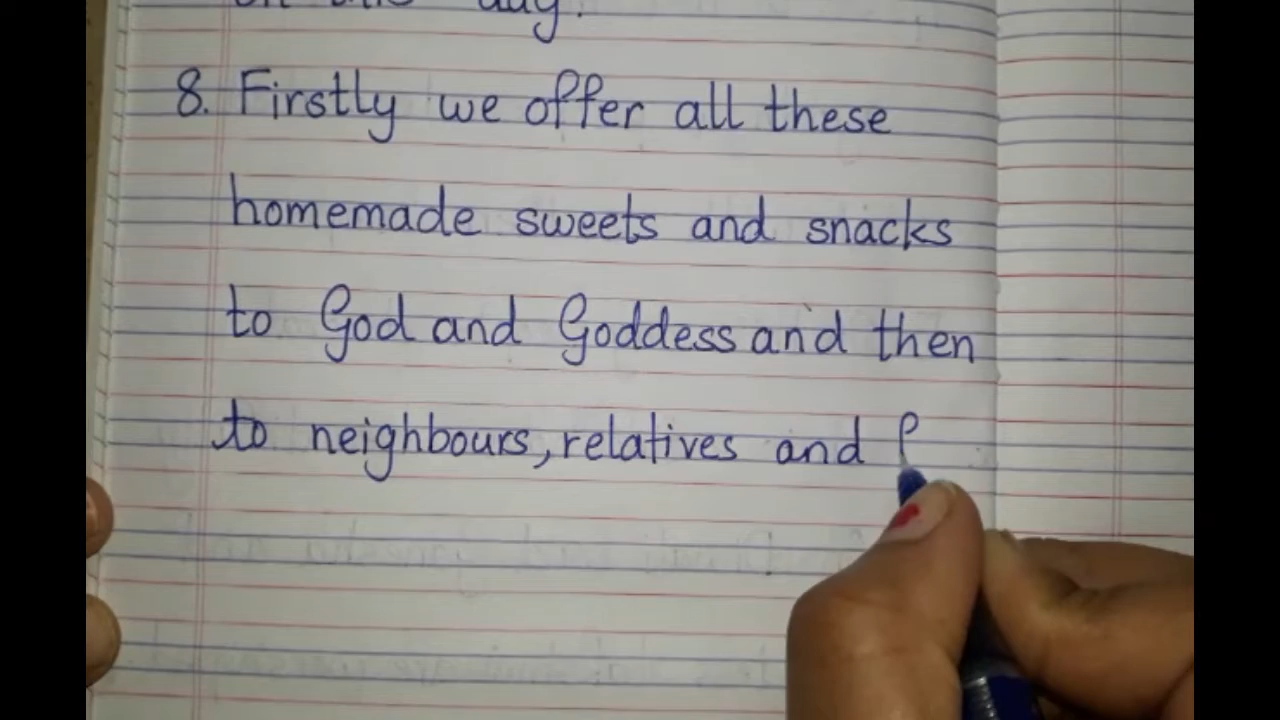 day.
8. Firstly we offer all these
homemade sweets and snacks
to God and Goddess and then
to neighbours, relatives and